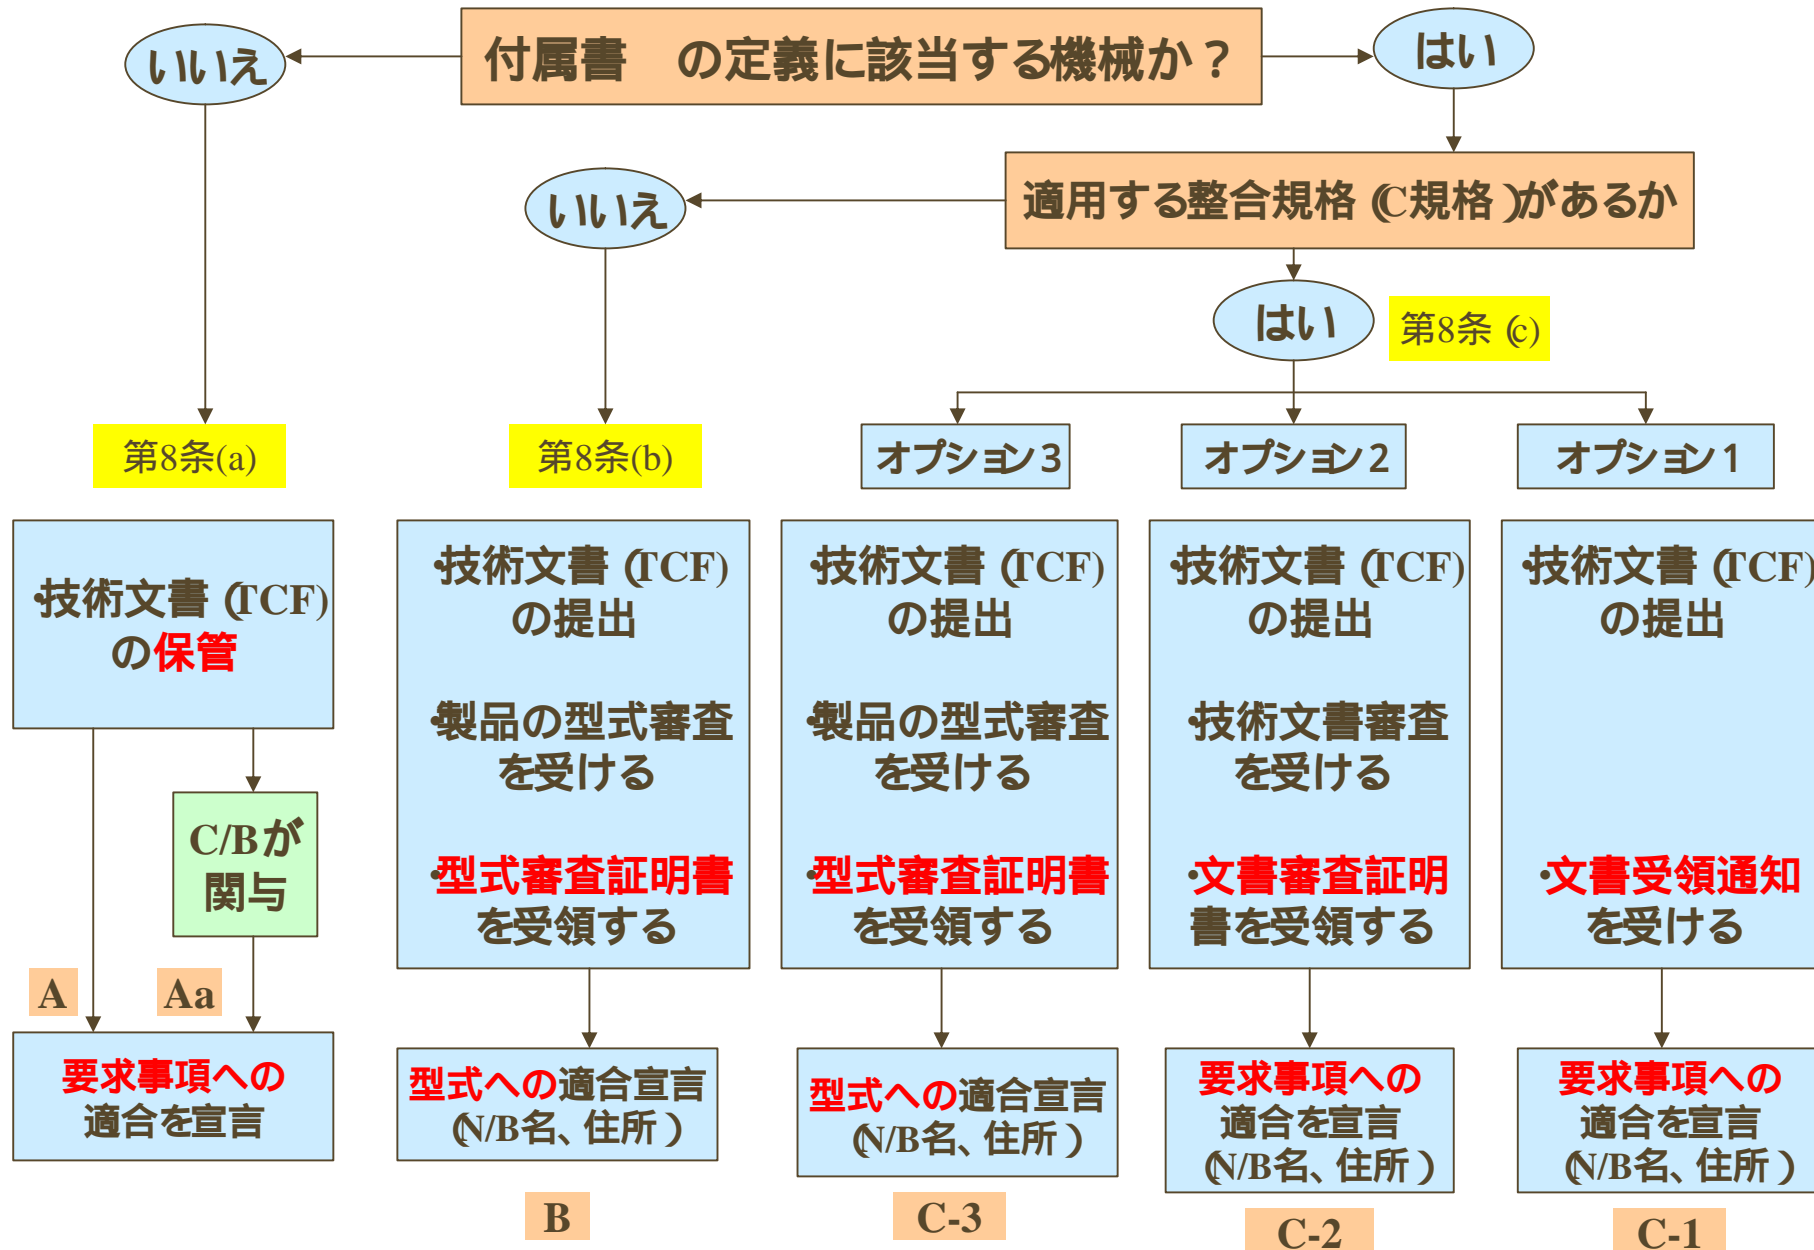 いいえ
付属書　の定義に該当する機械か？
はい
いいえ
適用する整合規格（C規格）があるか
はい
第8条（c)
第8条(a)
第8条(b)
オプション３
オプション２
オプション１
・技術文書（TCF)
の保管
・技術文書（TCF)
の提出
・製品の型式審査
を受ける
・型式審査証明書
を受領する
・技術文書（TCF)
の提出
・製品の型式審査
を受ける
・型式審査証明書
を受領する
・技術文書（TCF)
の提出
・技術文書審査
を受ける
・文書審査証明
書を受領する
・技術文書（TCF)
の提出
・文書受領通知
を受ける
C/Bが
関与
A
Aa
要求事項への
適合を宣言
型式への適合宣言
（N/B名、住所）
型式への適合宣言
（N/B名、住所）
要求事項への
適合を宣言
（N/B名、住所）
要求事項への
適合を宣言
（N/B名、住所）
B
C-3
C-2
C-1